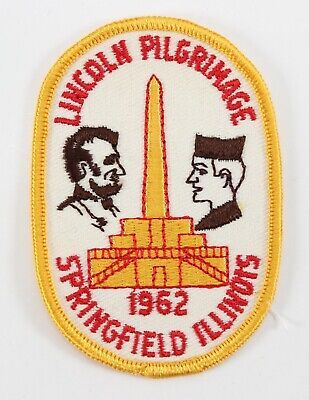 LINCOLN PILGRIMAGE
1962
SPRINGFIELD ILLINOIS